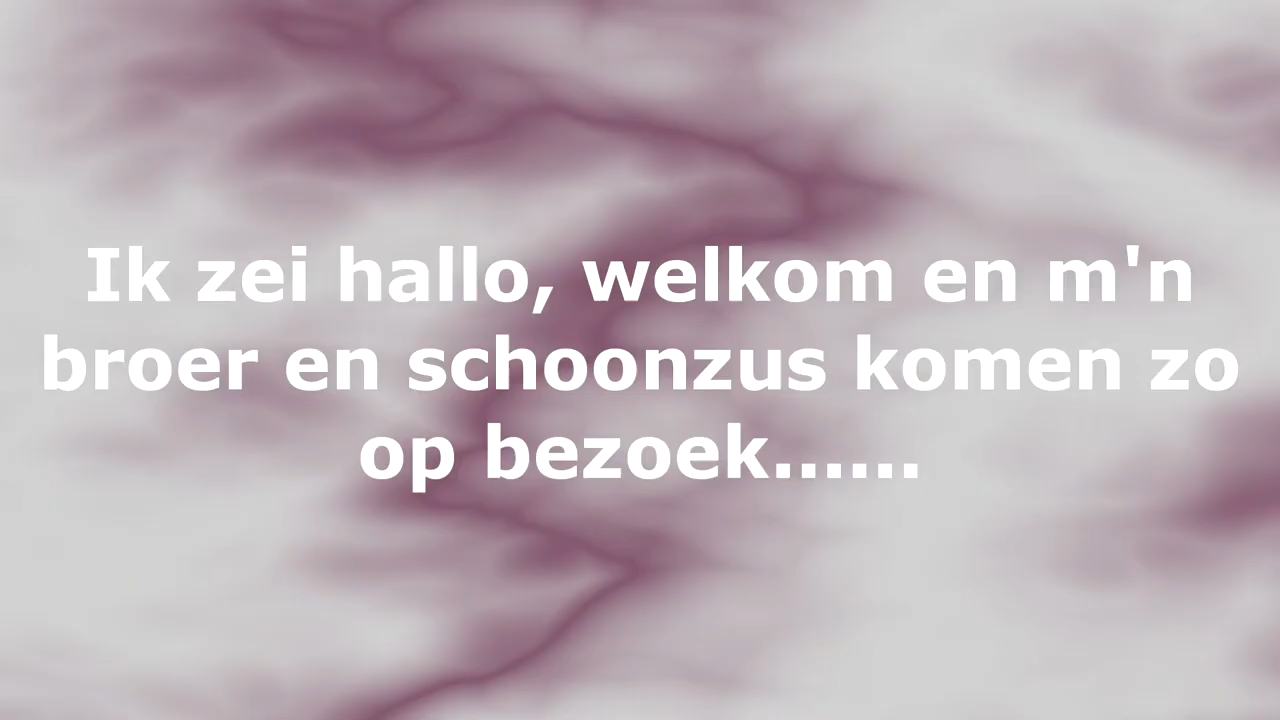 Ik zei hallo, welkom en m'n
broer en schoonzus komen zo
op bezoek......